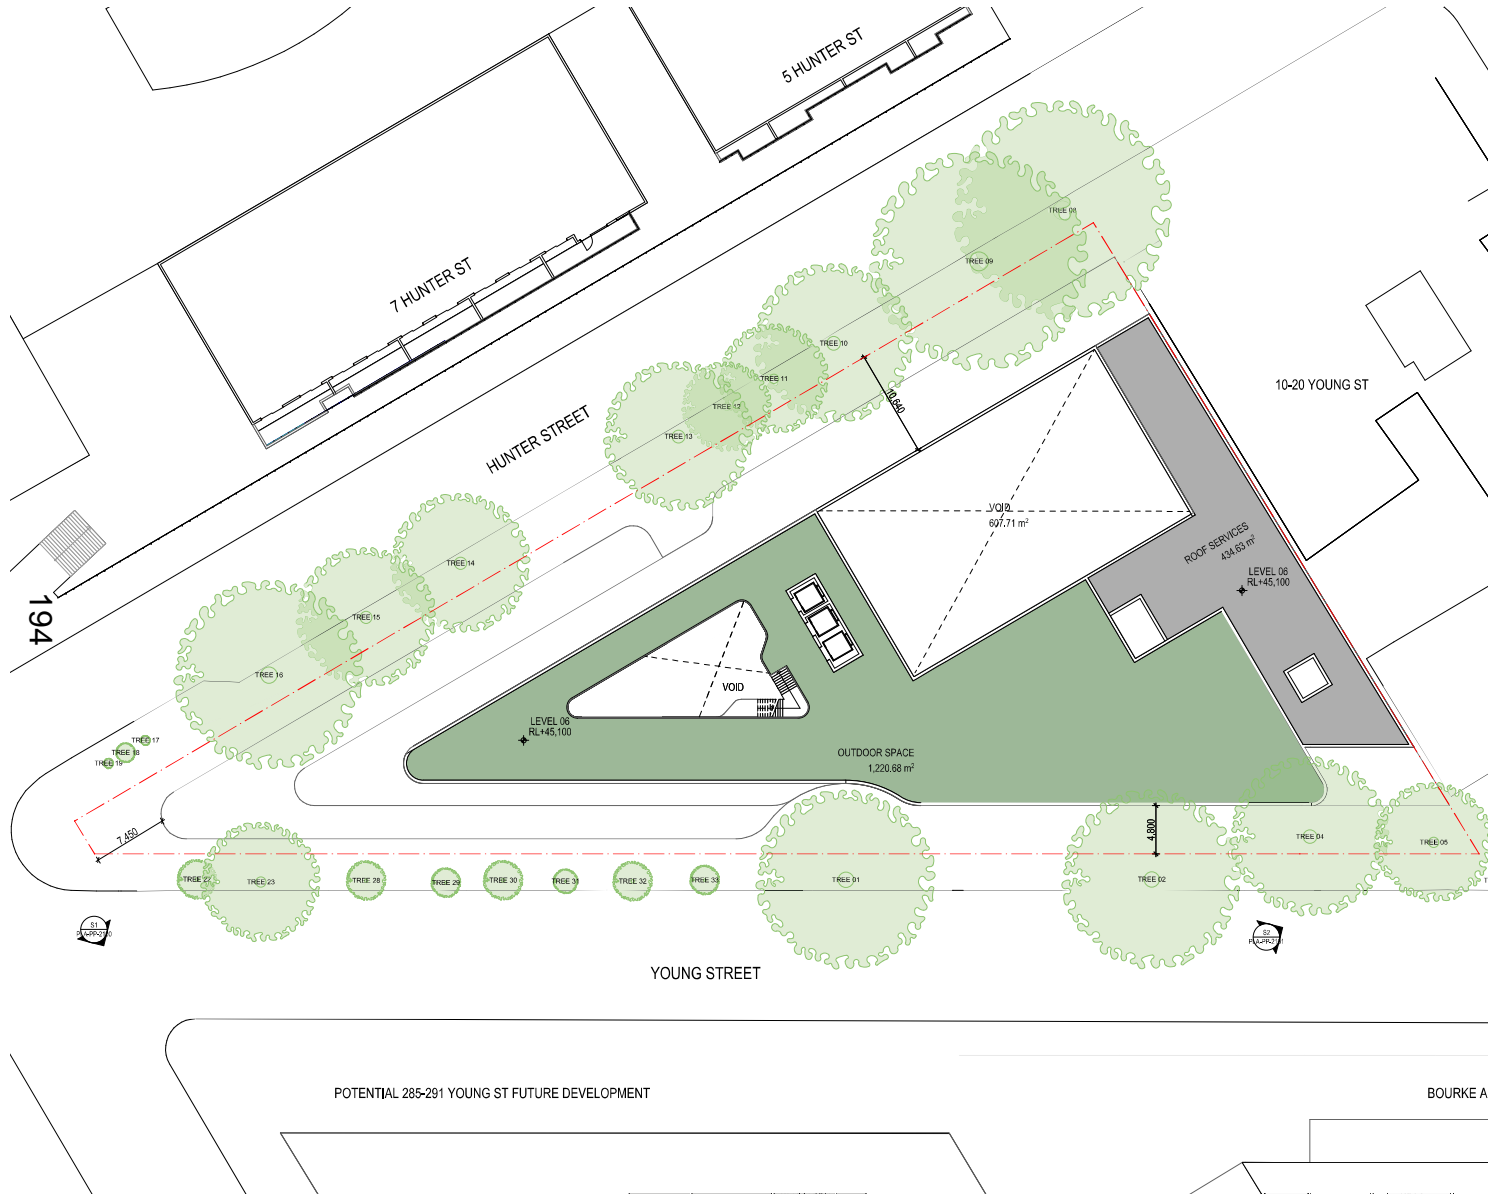 5 HUNTER ST
7 HUNTER ST
HUNTER STREET
TREE 08
TREE 09
TREE 10
TREE 11
TREE 12
TREE 13
10,640
10-20 YOUNG ST
VOID
607.71 m²
ROOF SERVICES
434.63 m²
LEVEL 06
RL+45,100
TREE 14
TREE 15
TREE 16
194
TREE 17
TREE 18
TREE 19
VOID
LEVEL 06
RL+45,100
OUTDOOR SPACE
1,220.68 m²
7,450
4,800
TREE 04
TREE 05
TREE 23
TREE 28
TREE 29
TREE 30
TREE 31
TREE 32
TREE 33
TREE 01
TREE 02
S1
S2
YOUNG STREET
POTENTIAL 285-291 YOUNG ST FUTURE DEVELOPMENT
BOURKE A